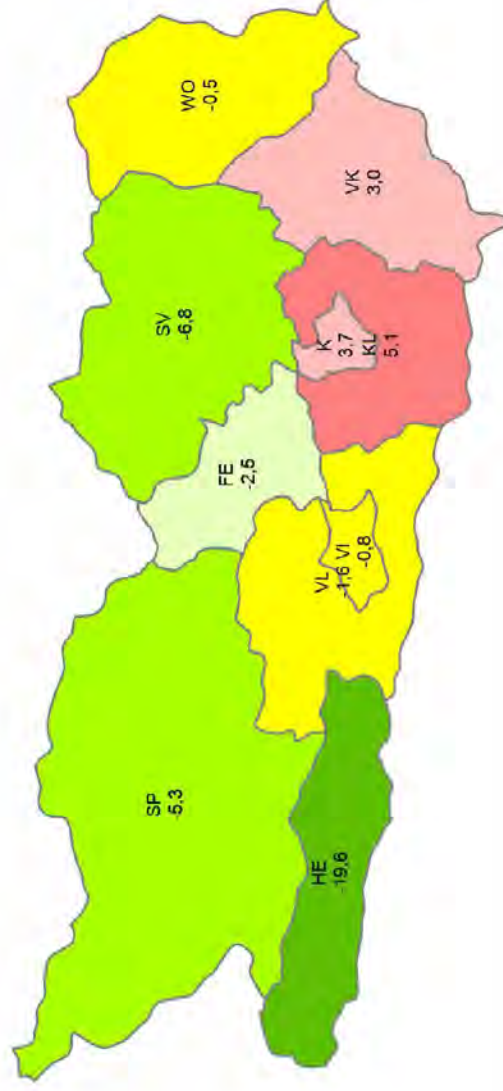 WO
-0,5
SV
-6,8
VK
3,0
K
3,7
KL
5,1
FE
-2,5
VL
-1,6
VI
-0,8
SP
-5,3
HE
-19,6